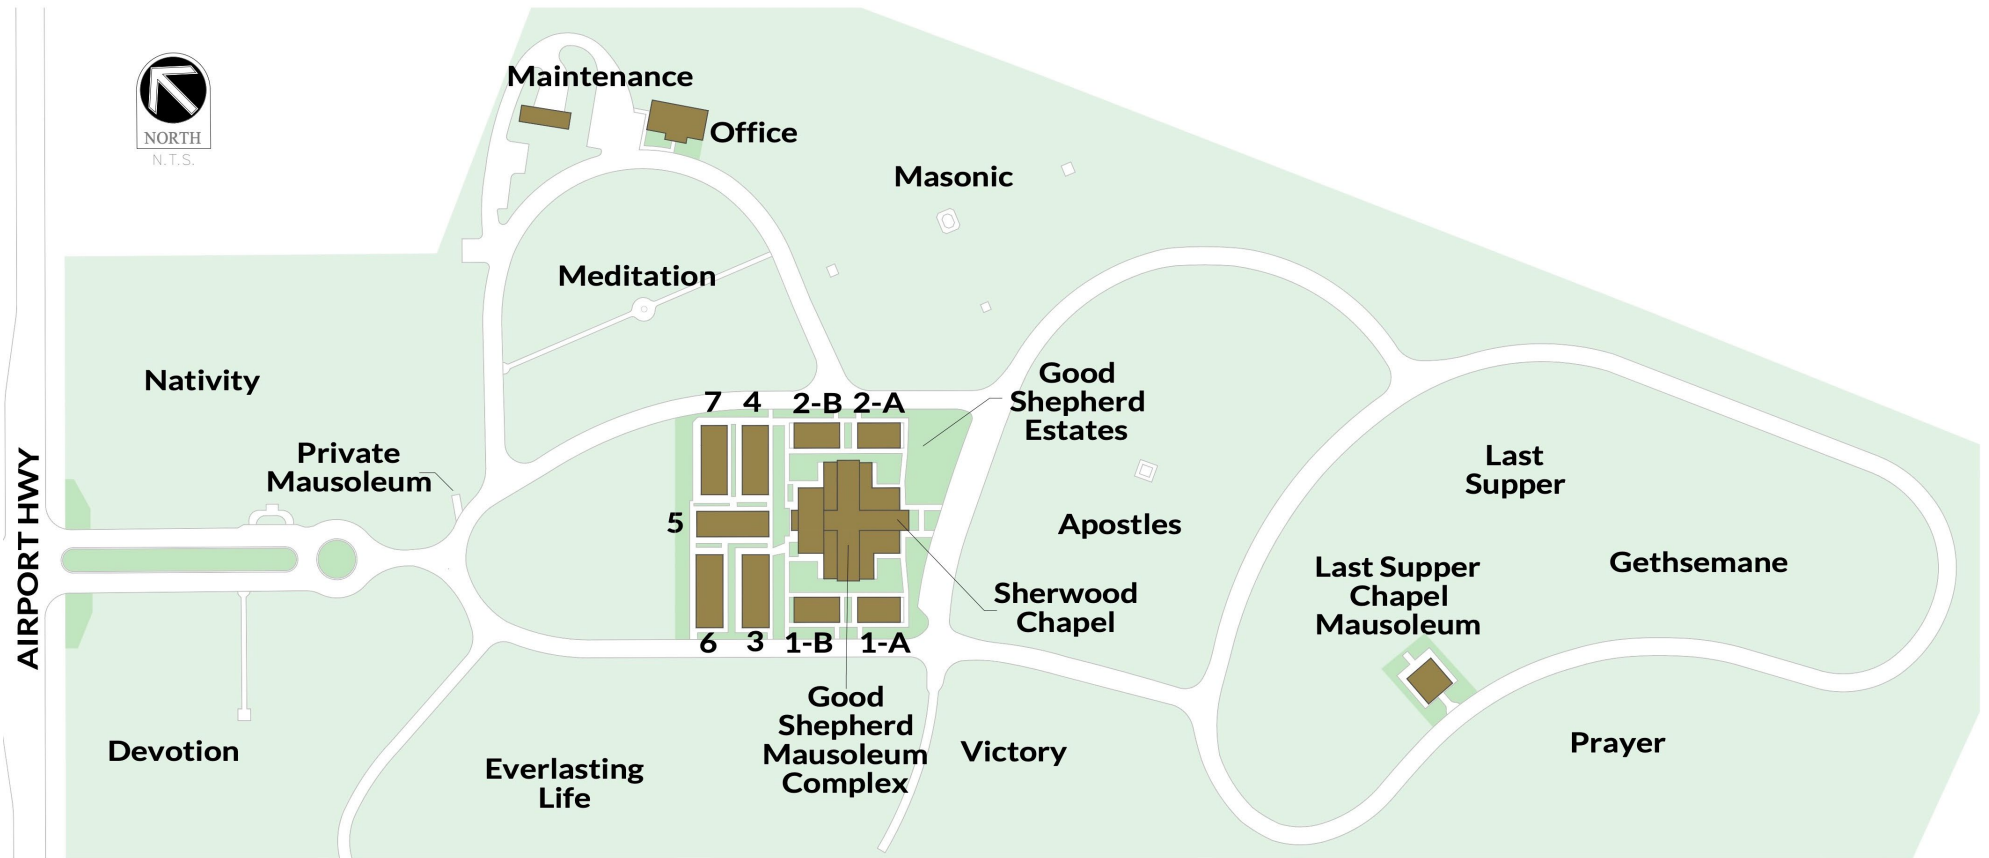 Maintenance
Office
NORTH
N.T.S.
Masonic
Meditation
Nativity
Good
Shepherd
Estates
7 4 2-B 2-A
Private
Mausoleum
Last
Supper
AIRPORT HWY
5
Apostles
Gethsemane
Last Supper
Chapel
Mausoleum
Sherwood
Chapel
6 3 1-B 1-A
Good
Shepherd
Mausoleum
Complex
Devotion
Everlasting
Life
Victory
Prayer